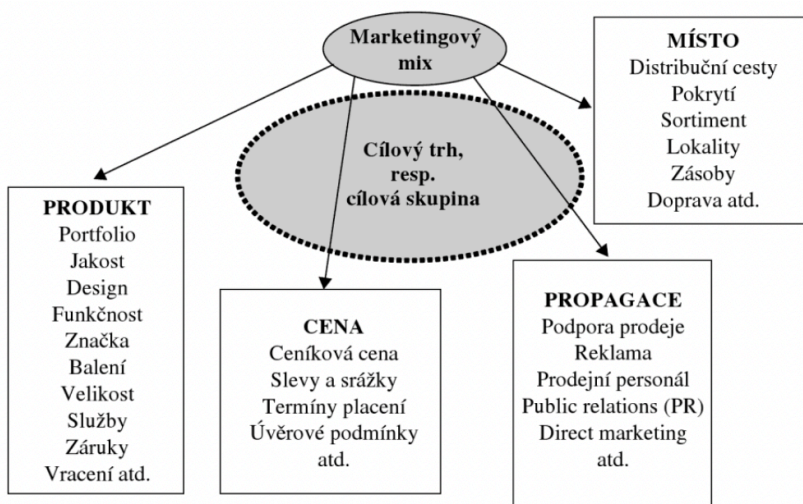 Marketingový
mix
Cílový trh,
resp.
cílová skupina
PRODUKT
Portfolio
Jakost
Design
Funkčnost
Značka
Balení
Velikost
Služby
Záruky
Vracení atd.
CENA
Ceníková cena
Slevy a srážky
Termíny placení
Úvěrové podmínky
atd.
PROPAGACE
Podpora prodeje
Reklama
Prodejní personál
Public relations (PR)
Direct marketing
atd.
MÍSTO
Distribuční cesty
Pokrytí
Sortiment
Lokality
Zásoby
Doprava atd.